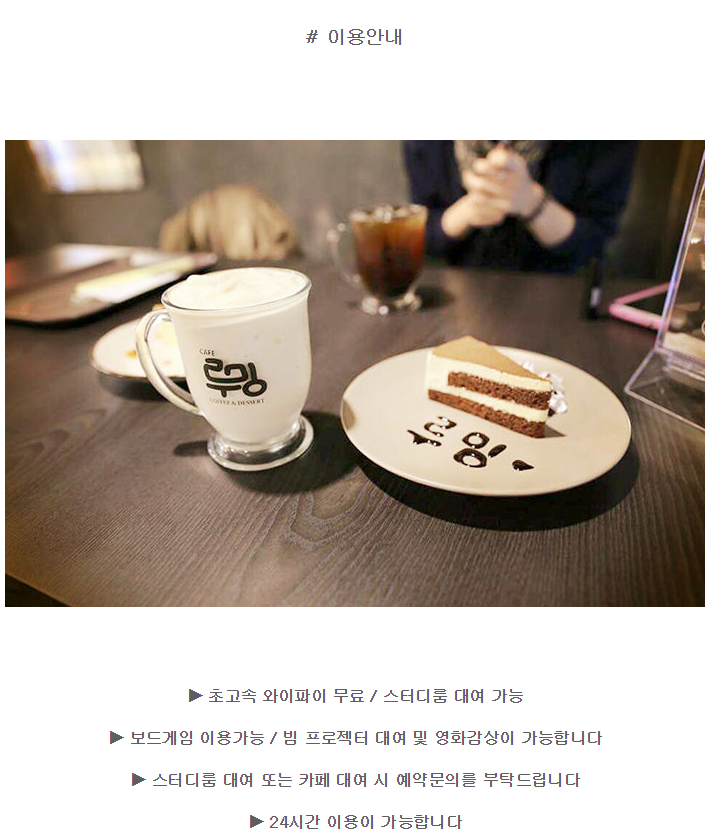 # 이용안내
CAFE
루밍
COFFEE & DESSERT
루밍
▶ 초고속 와이파이 무료 / 스터디룸 대여 가능
▶ 보드게임 이용가능 / 빔 프로젝터 대여 및 영화감상이 가능합니다
▶ 스터디룸 대여 또는 카페 대여 시 예약문의를 부탁드립니다
▶ 24시간 이용이 가능합니다